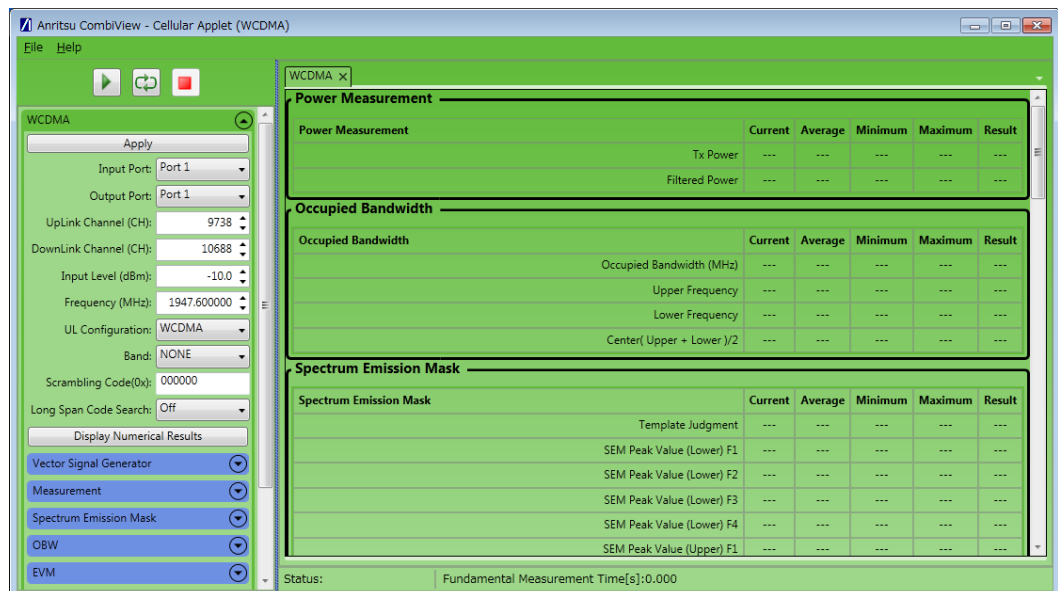 Anritsu CombiView - Cellular Applet (WCDMA)
File Help
WCDMA
Apply
Input Port: Port 1
Output Port: Port 1
UpLink Channel (CH): 9738
DownLink Channel (CH): 10688
Input Level (dBm): -10.0
Frequency (MHz): 1947.600000
UL Configuration: WCDMA
Band: NONE
Scrambling Code(0x): 000000
Long Span Code Search: Off
Display Numerical Results
Vector Signal Generator
Measurement
Spectrum Emission Mask
OBW
EVM
WCDMA x
Power Measurement
Power Measurement Current Average Minimum Maximum Result
Tx Power --- --- --- --- ---
Filtered Power --- --- --- --- ---
Occupied Bandwidth
Occupied Bandwidth Current Average Minimum Maximum Result
Occupied Bandwidth (MHz) --- --- --- --- ---
Upper Frequency --- --- --- --- ---
Lower Frequency --- --- --- --- ---
Center( Upper + Lower )/2 --- --- --- --- ---
Spectrum Emission Mask
Spectrum Emission Mask Current Average Minimum Maximum Result
Template Judgment --- --- --- --- ---
SEM Peak Value (Lower) F1 --- --- --- --- ---
SEM Peak Value (Lower) F2 --- --- --- --- ---
SEM Peak Value (Lower) F3 --- --- --- --- ---
SEM Peak Value (Lower) F4 --- --- --- --- ---
SEM Peak Value (Upper) F1 --- --- --- --- ---
Status: Fundamental Measurement Time[s]:0.000